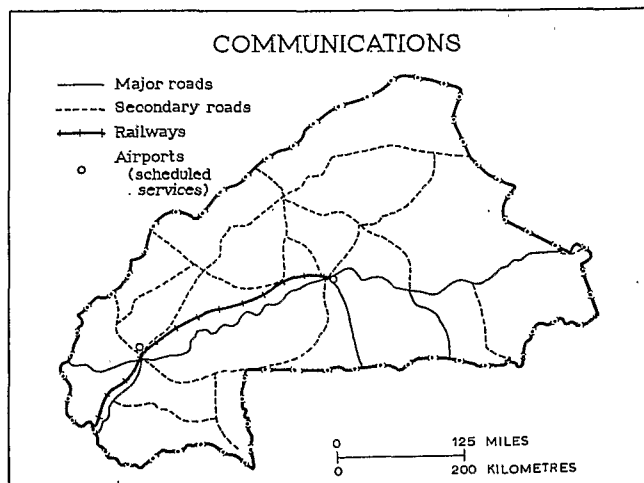 COMMUNICATIONS
Major roads
Secondary roads
Railways
Airports
(scheduled
services)
0 125 MILES
0 200 KILOMETRES